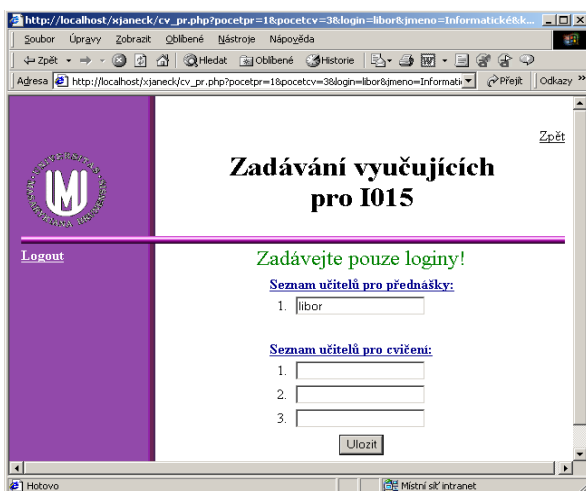 http://localhost/xjaneck/cv_pr.php?pocetpr=1&pocetcv=3&login=libor&jmeno=Informatické&k...
Soubor Úpravy Zobrazit Oblíbené Nástroje Nápověda
Zpět Hledat Oblíbené Historie
Adresa http://localhost/xjaneck/cv_pr.php?pocetpr=1&pocetcv=3&login=libor&jmeno=Informati Přejít Odkazy »
Zpět
Zadávání vyučujících
pro I015
Logout
Zadávejte pouze loginy!
Seznam učitelů pro přednášky:
1. libor
Seznam učitelů pro cvičení:
1.
2.
3.
Ulozit
Hotovo Místní síť intranet